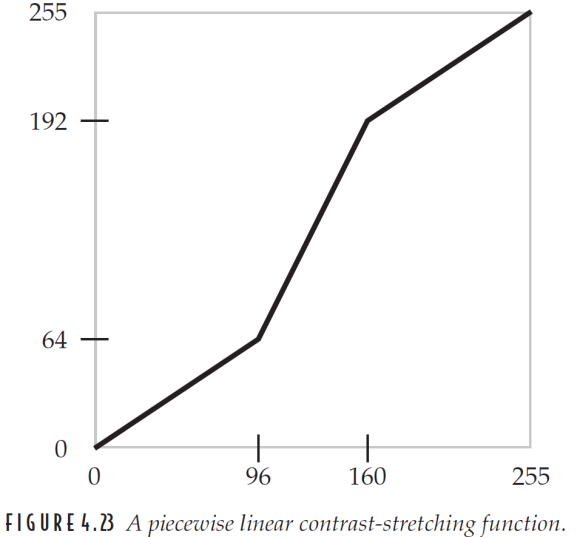 255
192
64
0
0 96 160 255
FIGURE 4.23 A piecewise linear contrast-stretching function.